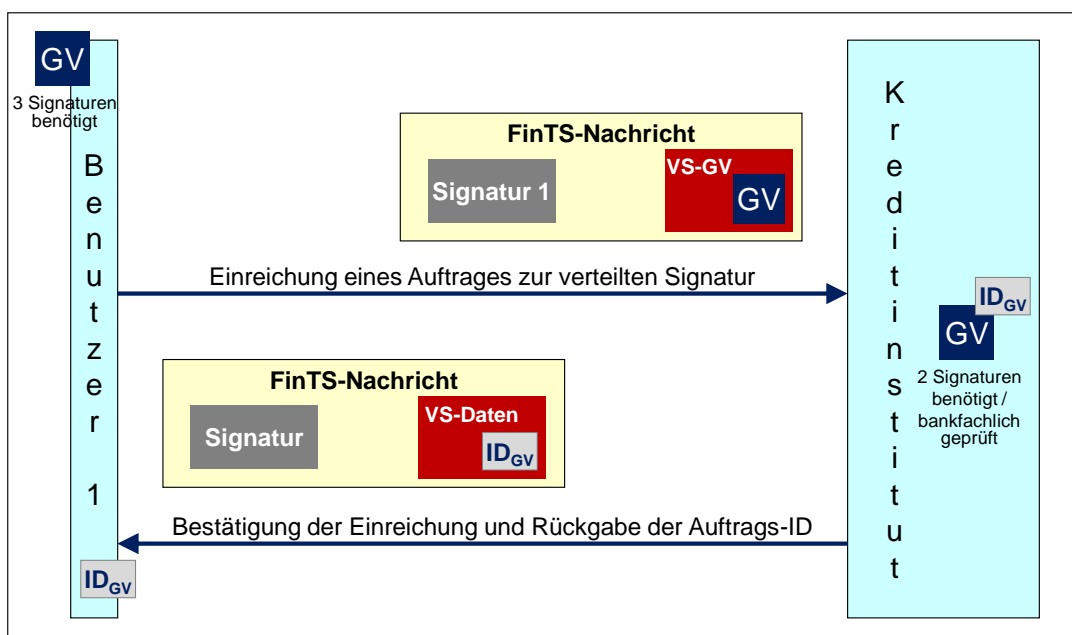 GV
3 Signaturen
benötigt
Benutzer 1
FinTS-Nachricht
Signatur 1
VS-GV
GV
Einreichung eines Auftrages zur verteilten Signatur
Kreditinstitut
ID_GV
GV
2 Signaturen
benötigt /
bankfachlich
geprüft
FinTS-Nachricht
Signatur
VS-Daten
ID_GV
Bestätigung der Einreichung und Rückgabe der Auftrags-ID
ID_GV